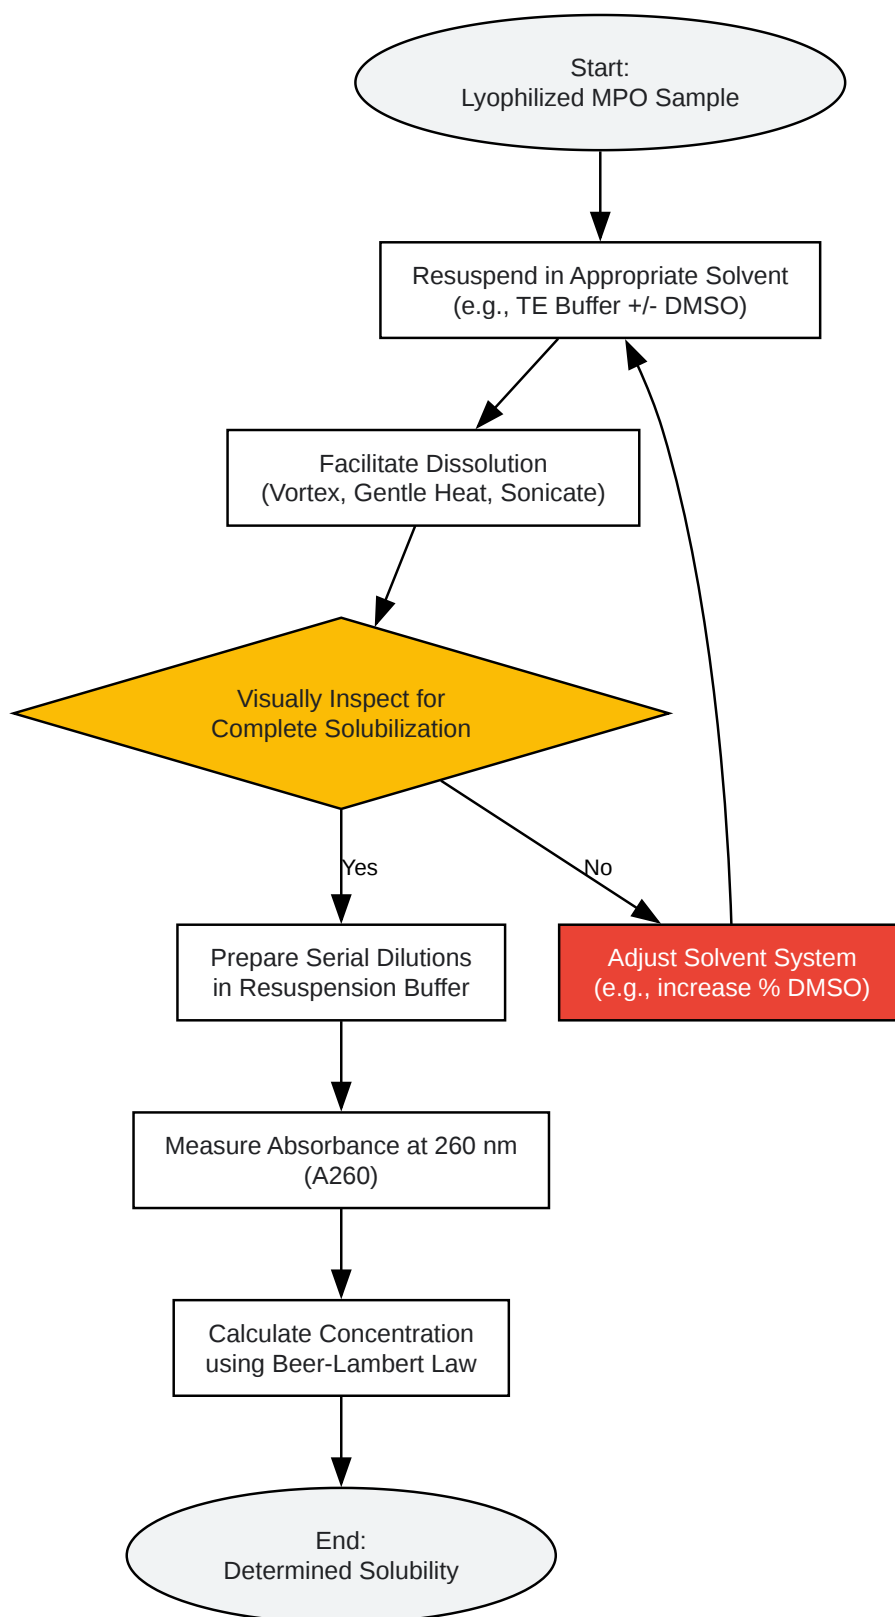 Start:
Lyophilized MPO Sample
Resuspend in Appropriate Solvent
(e.g., TE Buffer +/- DMSO)
Facilitate Dissolution
(Vortex, Gentle Heat, Sonicate)
Visually Inspect for
Complete Solubilization
Yes
No
Prepare Serial Dilutions
in Resuspension Buffer
Adjust Solvent System
(e.g., increase % DMSO)
Measure Absorbance at 260 nm
(A260)
Calculate Concentration
using Beer-Lambert Law
End:
Determined Solubility